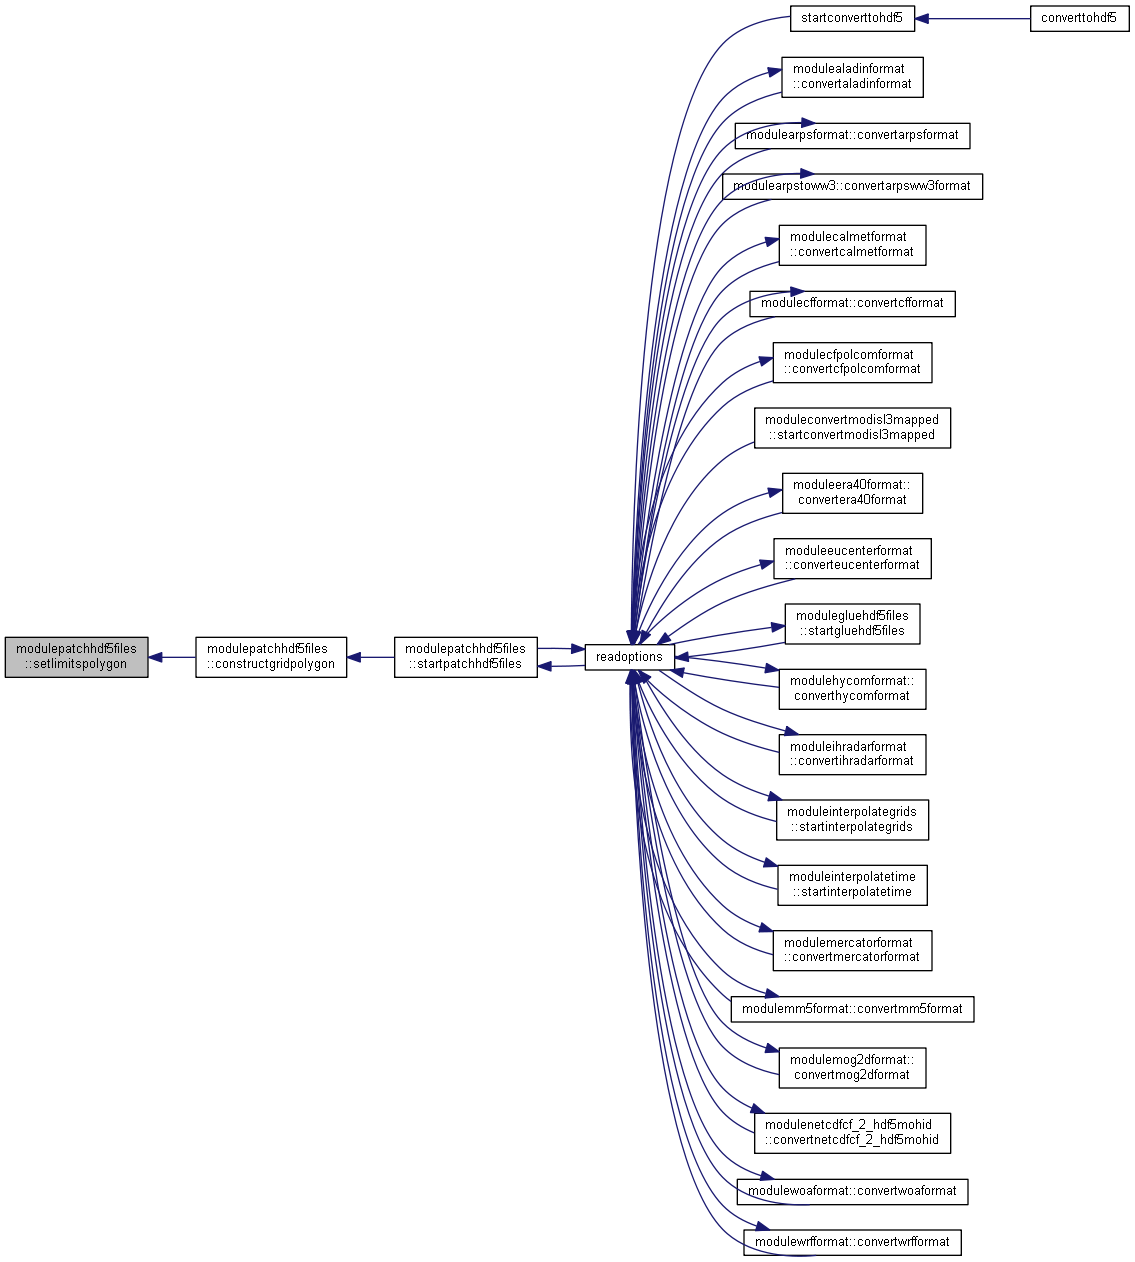 startconverttohdf5
converttohdf5
modulealadinformat
::convertaladinformat
modulearpsformat::convertarpsformat
modulearpstoww3::convertarpsww3format
modulecalmetformat
::convertcalmetformat
modulecfformat::convertcfformat
modulecfpolcomformat
::convertcfpolcomformat
moduleconvertmodisl3mapped
::startconvertmodisl3mapped
moduleera40format::
convertera40format
moduleeucenterformat
::converteucenterformat
modulegluehdf5files
::startgluehdf5files
modulepatchhdf5files
::setlimitspolygon
modulepatchhdf5files
::constructgridpolygon
modulepatchhdf5files
::startpatchhdf5files
readoptions
modulehycomformat::
converthycomformat
moduleihradarformat
::convertihradarformat
moduleinterpolategrids
::startinterpolategrids
moduleinterpolatetime
::startinterpolatetime
modulemercatorformat
::convertmercatorformat
modulemm5format::convertmm5format
modulemog2dformat::
convertmog2dformat
modulenetcdfcf_2_hdf5mohid
::convertnetcdfcf_2_hdf5mohid
modulewoaformat::convertwoaformat
modulewrfformat::convertwrfformat